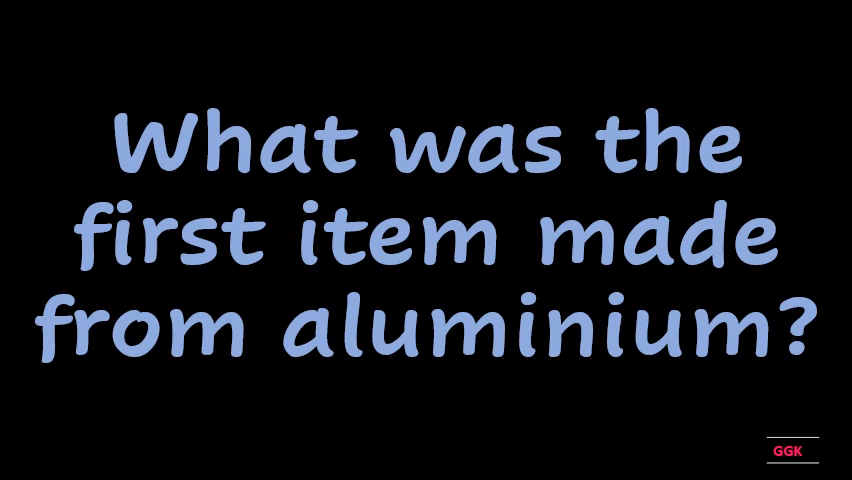 What was the
first item made
from aluminium?
GGK